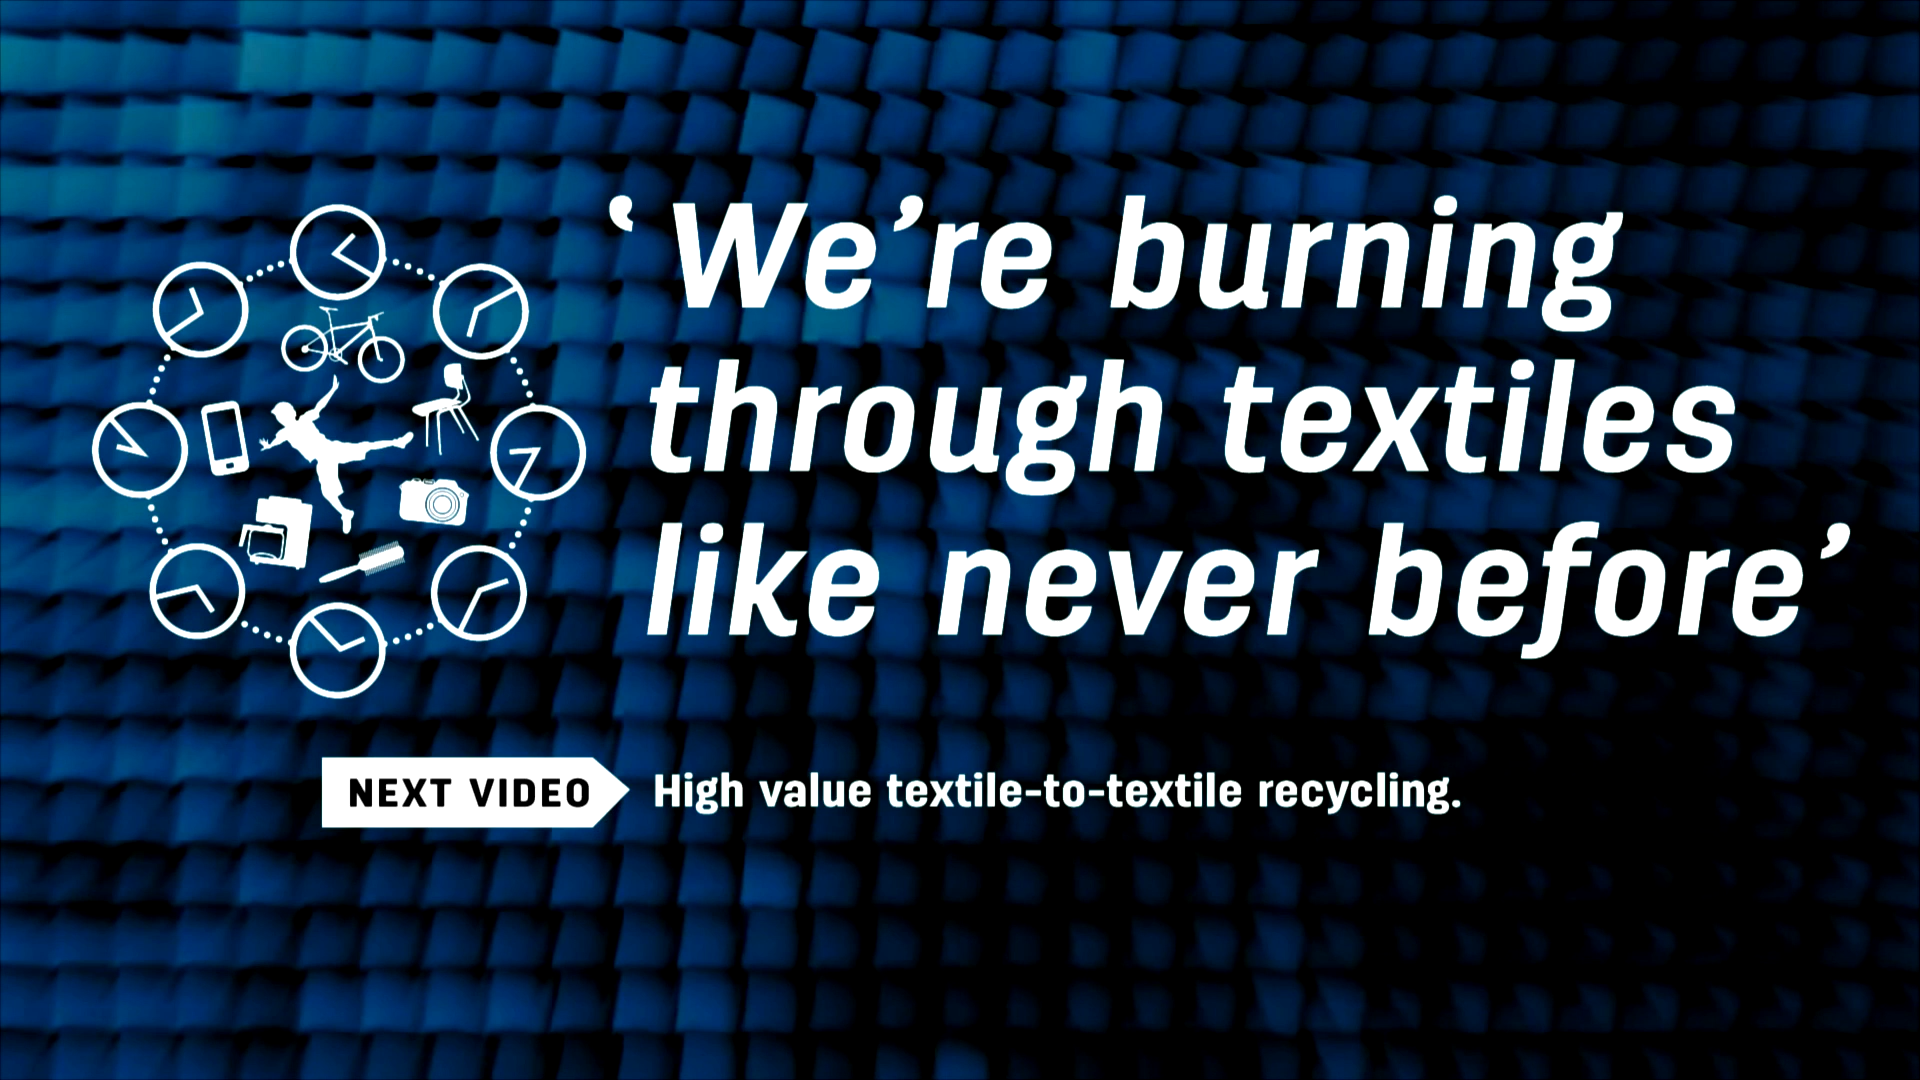 ‘We’re burning
through textiles
like never before’
NEXT VIDEO High value textile-to-textile recycling.